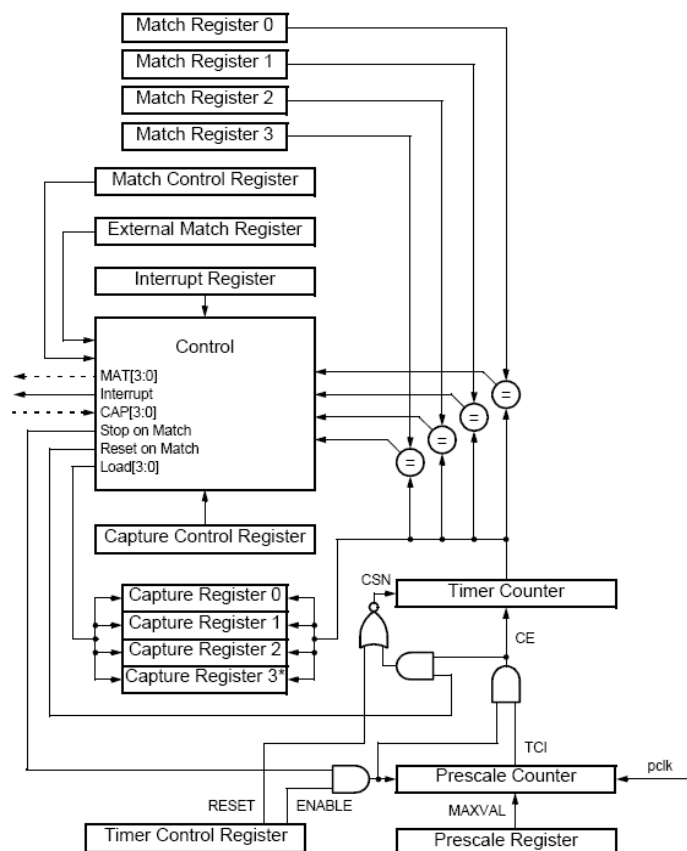 Match Register 0
Match Register 1
Match Register 2
Match Register 3
Match Control Register
External Match Register
Interrupt Register
Control
MAT[3:0]
Interrupt
CAP[3:0]
Stop on Match
Reset on Match
Load[3:0]
=
=
=
=
Capture Control Register
Capture Register 0
Capture Register 1
Capture Register 2
Capture Register 3*
CSN
Timer Counter
CE
TCI
pclk
Prescale Counter
RESET
ENABLE
MAXVAL
Timer Control Register
Prescale Register